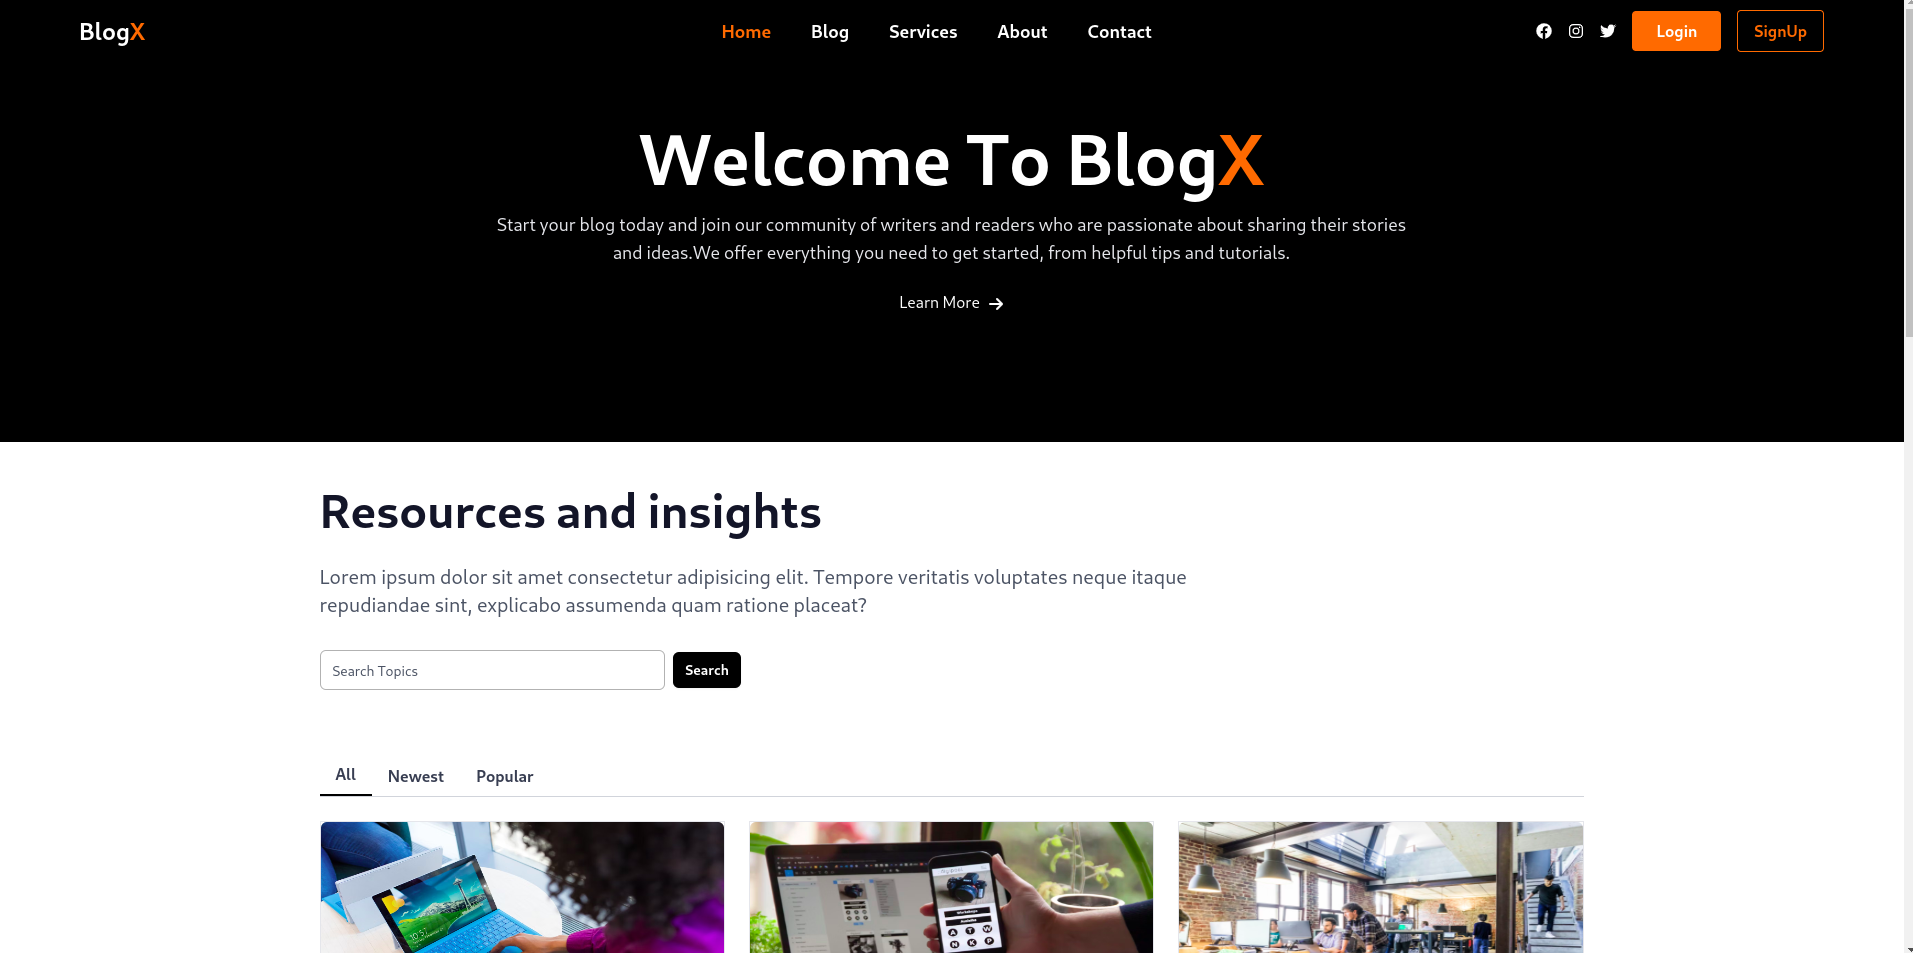 BlogX
Home Blog Services About Contact
Login SignUp
Welcome To BlogX
Start your blog today and join our community of writers and readers who are passionate about sharing their stories
and ideas.We offer everything you need to get started, from helpful tips and tutorials.
Learn More
Resources and insights
Lorem ipsum dolor sit amet consectetur adipisicing elit. Tempore veritatis voluptates neque itaque
repudiandae sint, explicabo assumenda quam ratione placeat?
Search Topics Search
All Newest Popular
10:51
A T W
N K P